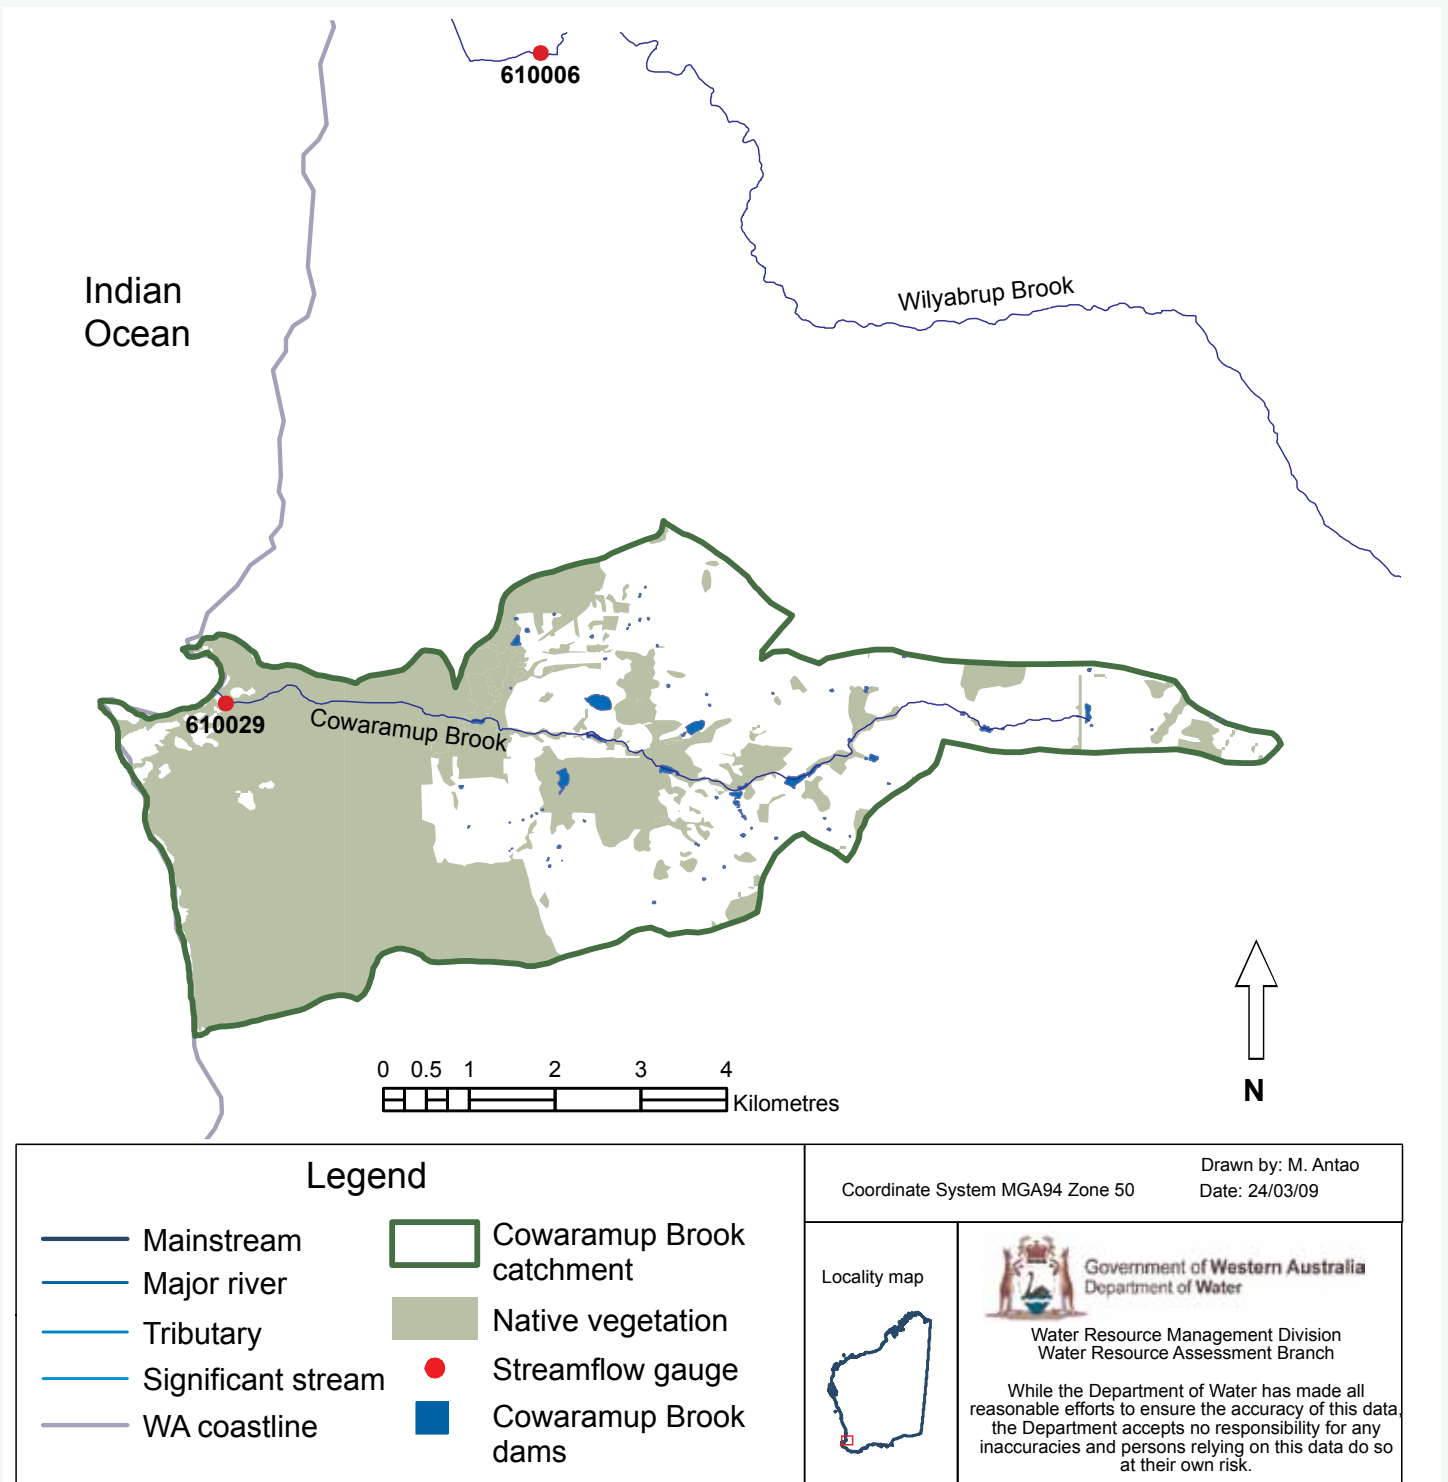 610006
Indian
Ocean
Wilyabrup Brook
610029
Cowaramup Brook
0 0.5 1 2 3 4
Kilometres
N
Legend
Mainstream
Major river
Tributary
Significant stream
WA coastline
Cowaramup Brook
catchment
Native vegetation
Streamflow gauge
Cowaramup Brook
dams
Coordinate System MGA94 Zone 50
Drawn by: M. Antao
Date: 24/03/09
Locality map
Government of Western Australia
Department of Water
Water Resource Management Division
Water Resource Assessment Branch
While the Department of Water has made all
reasonable efforts to ensure the accuracy of this data,
the Department accepts no responsibility for any
inaccuracies and persons relying on this data do so
at their own risk.